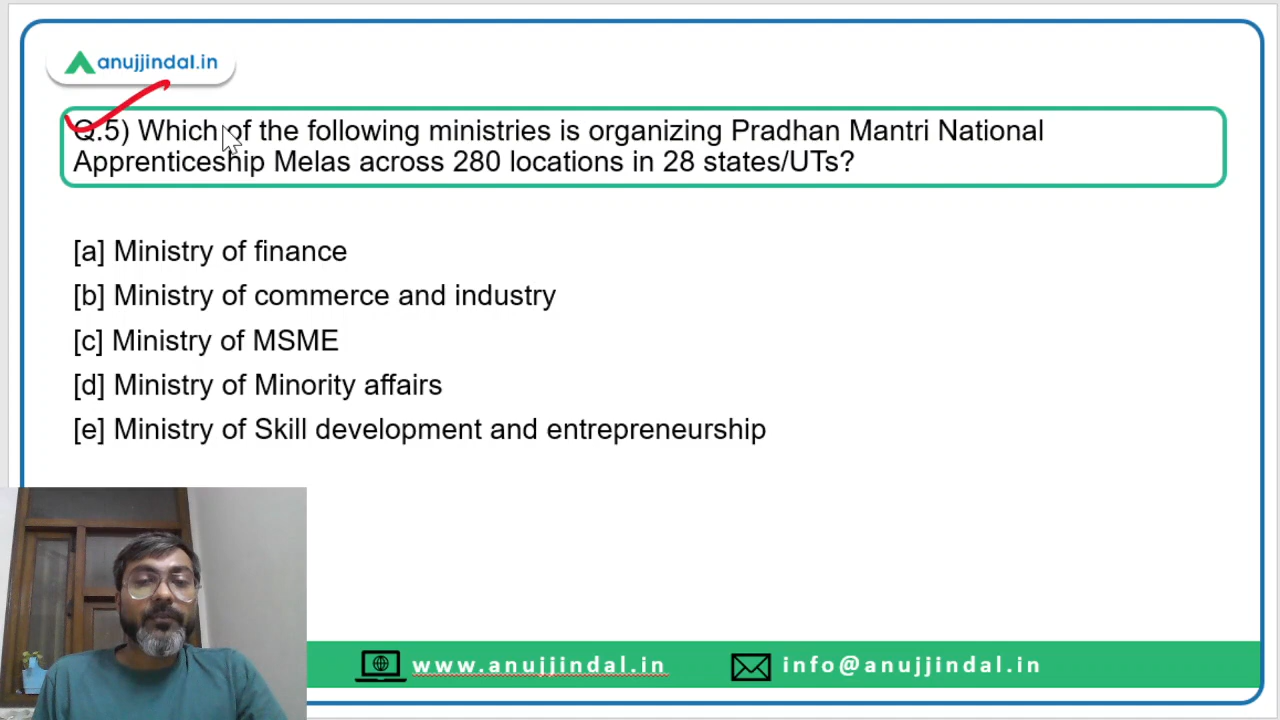 anujjindal.in
Q.5) Which of the following ministries is organizing Pradhan Mantri National
Apprenticeship Melas across 280 locations in 28 states/UTs?
[a] Ministry of finance
[b] Ministry of commerce and industry
[c] Ministry of MSME
[d] Ministry of Minority affairs
[e] Ministry of Skill development and entrepreneurship
www.anujjindal.in
info@anujjindal.in